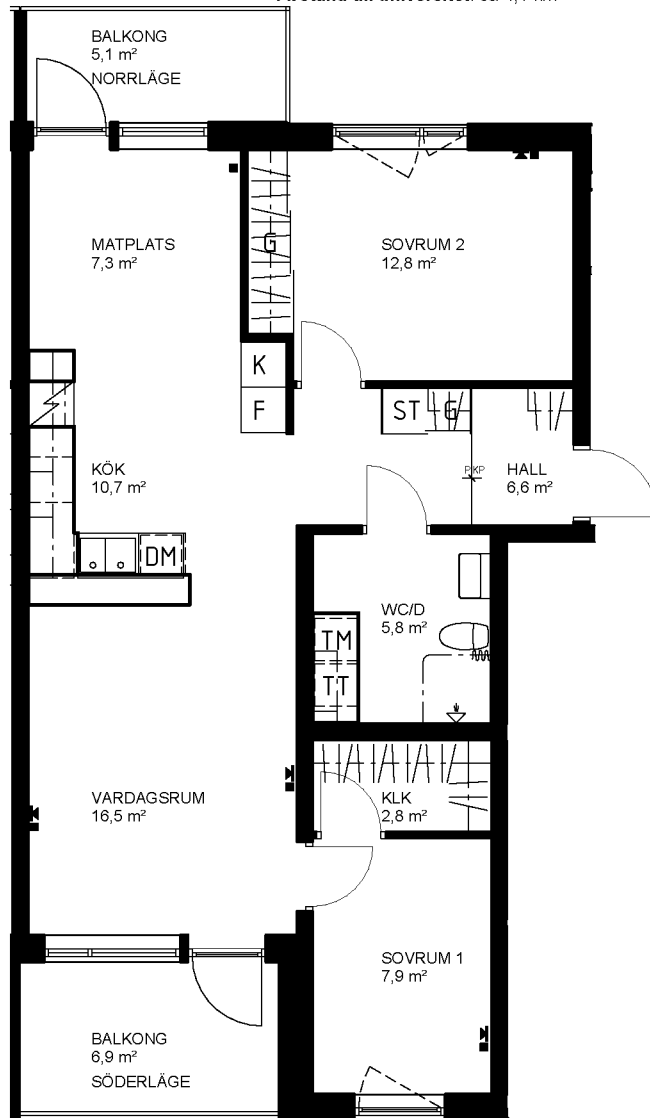 BALKONG
5,1 m²
NORRLÄGE
MATPLATS
7,3 m²
G
SOVRUM 2
12,8 m²
K
F
ST
G
KÖK
10,7 m²
HALL
6,6 m²
DM
WC/D
5,8 m²
TM
TT
VARDAGSRUM
16,5 m²
KLK
2,8 m²
SOVRUM 1
7,9 m²
BALKONG
6,9 m²
SÖDERLÄGE